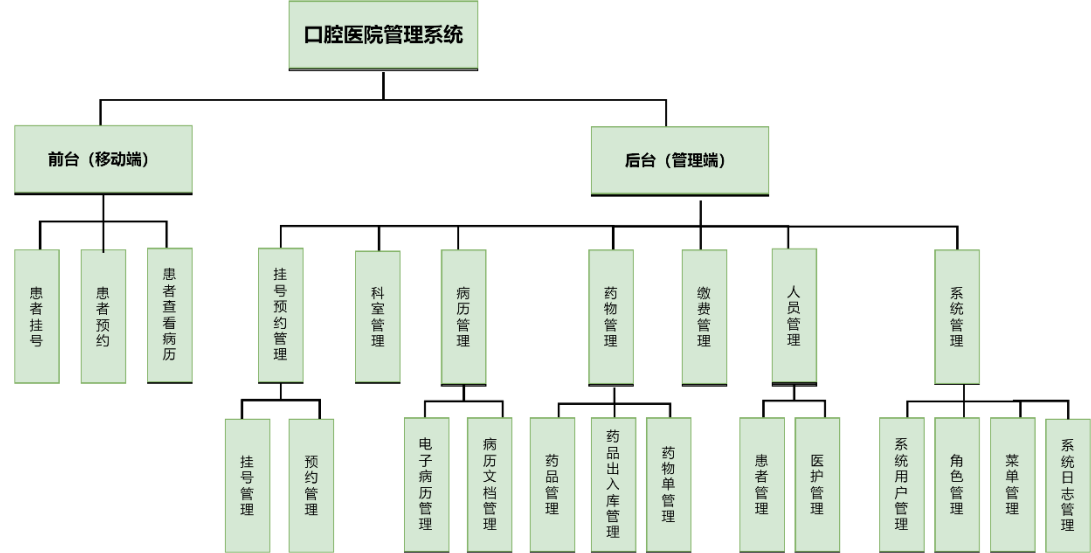 口腔医院管理系统
前台（移动端）
后台（管理端）
患者挂号
患者预约
患者查看病历
挂号预约管理
科室管理
病历管理
药物管理
缴费管理
人员管理
系统管理
挂号管理
预约管理
电子病历管理
病历文档管理
药品管理
药品出入库管理
药物单管理
患者管理
医护管理
系统用户管理
角色管理
菜单管理
系统日志管理